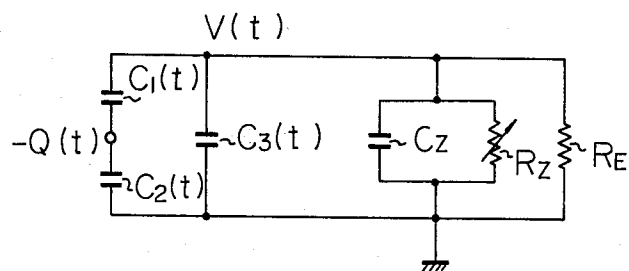 V(t)
C1(t)
-Q(t)
C3(t)
C2(t)
Cz
Rz
RE